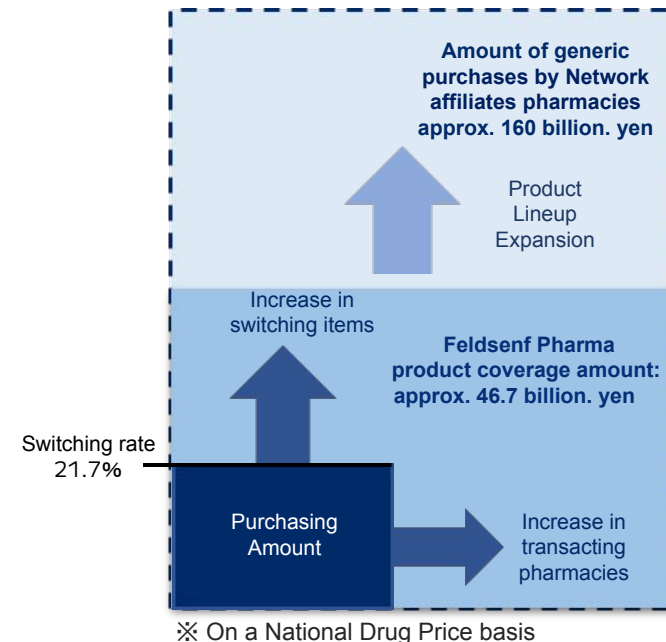 Amount of generic
purchases by Network
affiliates pharmacies
approx. 160 billion. yen
Product
Lineup
Expansion
Increase in
switching items
Feldsenf Pharma
product coverage amount:
approx. 46.7 billion. yen
Switching rate
21.7%
Purchasing
Amount
Increase in
transacting
pharmacies
※ On a National Drug Price basis